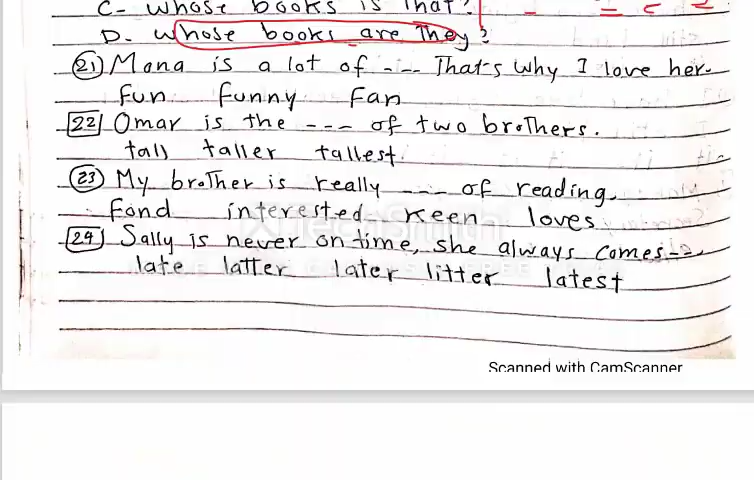 C- Whose books is That?
D- Whose books are They?
21) Mona is a lot of --- That's why I love her.
Fun Funny Fan
22 Omar is the --- of two brothers.
tall taller tallest.
23 My broTher is really --- of reading.
Fond interested Keen loves
24 Sally is never on time, she always comes --
late latter later litter latest
Scanned with CamScanner